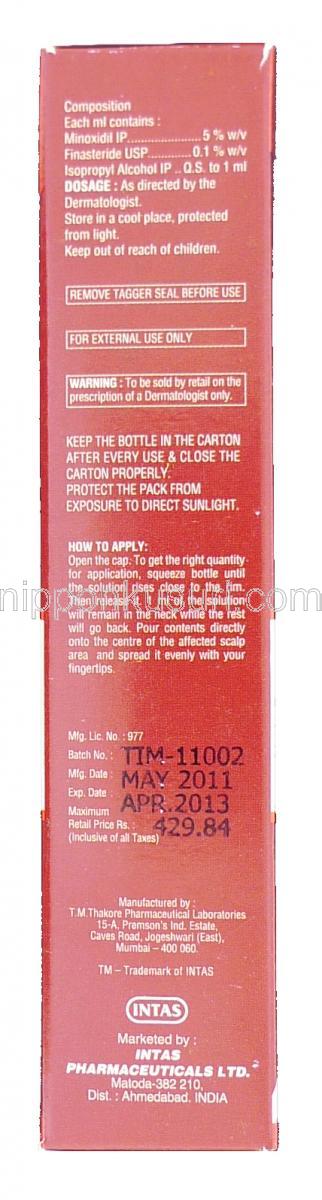 Composition
Each ml contains :
Minoxidil IP.....................5 % w/v
Finasteride USP............0.1 % w/v
Isopropyl Alcohol IP ..Q.S. to 1 ml
DOSAGE : As directed by the
Dermatologist.
Store in a cool place, protected
from light.
Keep out of reach of children.
REMOVE TAGGER SEAL BEFORE USE
FOR EXTERNAL USE ONLY
WARNING : To be sold by retail on the
prescription of a Dermatologist only.
KEEP THE BOTTLE IN THE CARTON
AFTER EVERY USE & CLOSE THE
CARTON PROPERLY.
PROTECT THE PACK FROM
EXPOSURE TO DIRECT SUNLIGHT.
HOW TO APPLY:
Open the cap. To get the right quantity
for application, squeeze bottle until
the solution rises close to the rim.
Then release. 1 ml of the solution
will remain in the neck while the rest
will go back. Pour contents directly
onto the centre of the affected scalp
area and spread it evenly with your
fingertips.
Mfg. Lic. No. : 977
Batch No. : TIM-11002
Mfg. Date : MAY 2011
Exp. Date : APR.2013
Maximum
Retail Price Rs. : 429.84
(Inclusive of all Taxes)
Manufactured by :
T.M.Thakore Pharmaceutical Laboratories
15-A, Premson's Ind. Estate,
Caves Road, Jogeshwari (East),
Mumbai – 400 060.
TM – Trademark of INTAS
INTAS
Marketed by :
INTAS
PHARMACEUTICALS LTD.
Matoda-382 210,
Dist. : Ahmedabad. INDIA